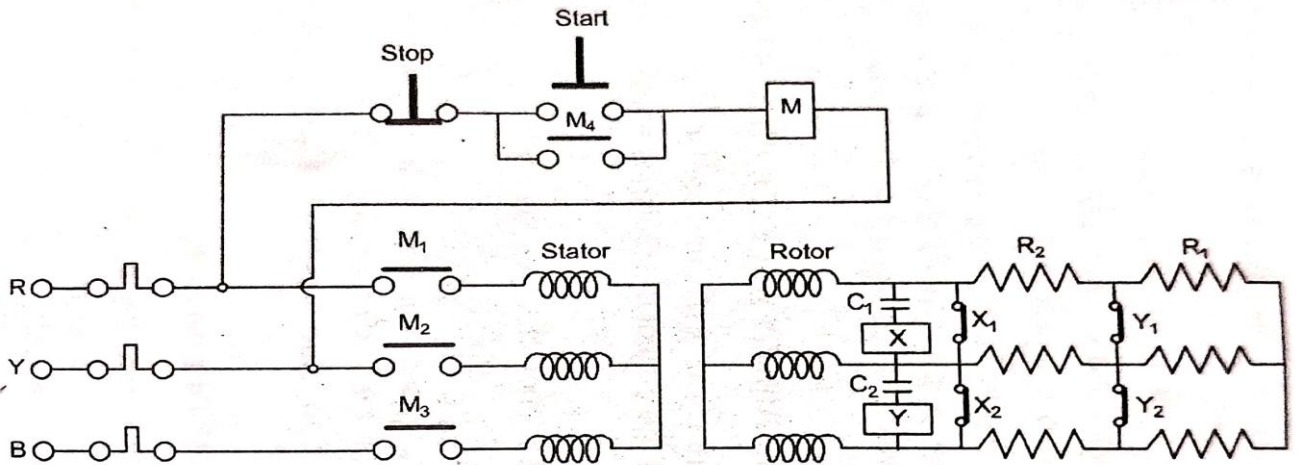 Start
Stop
M₄
M
M₁ Stator Rotor R₂ R₁
R
C₁ X X₁ Y₁
M₂
Y
C₂ Y X₂ Y₂
M₃
B